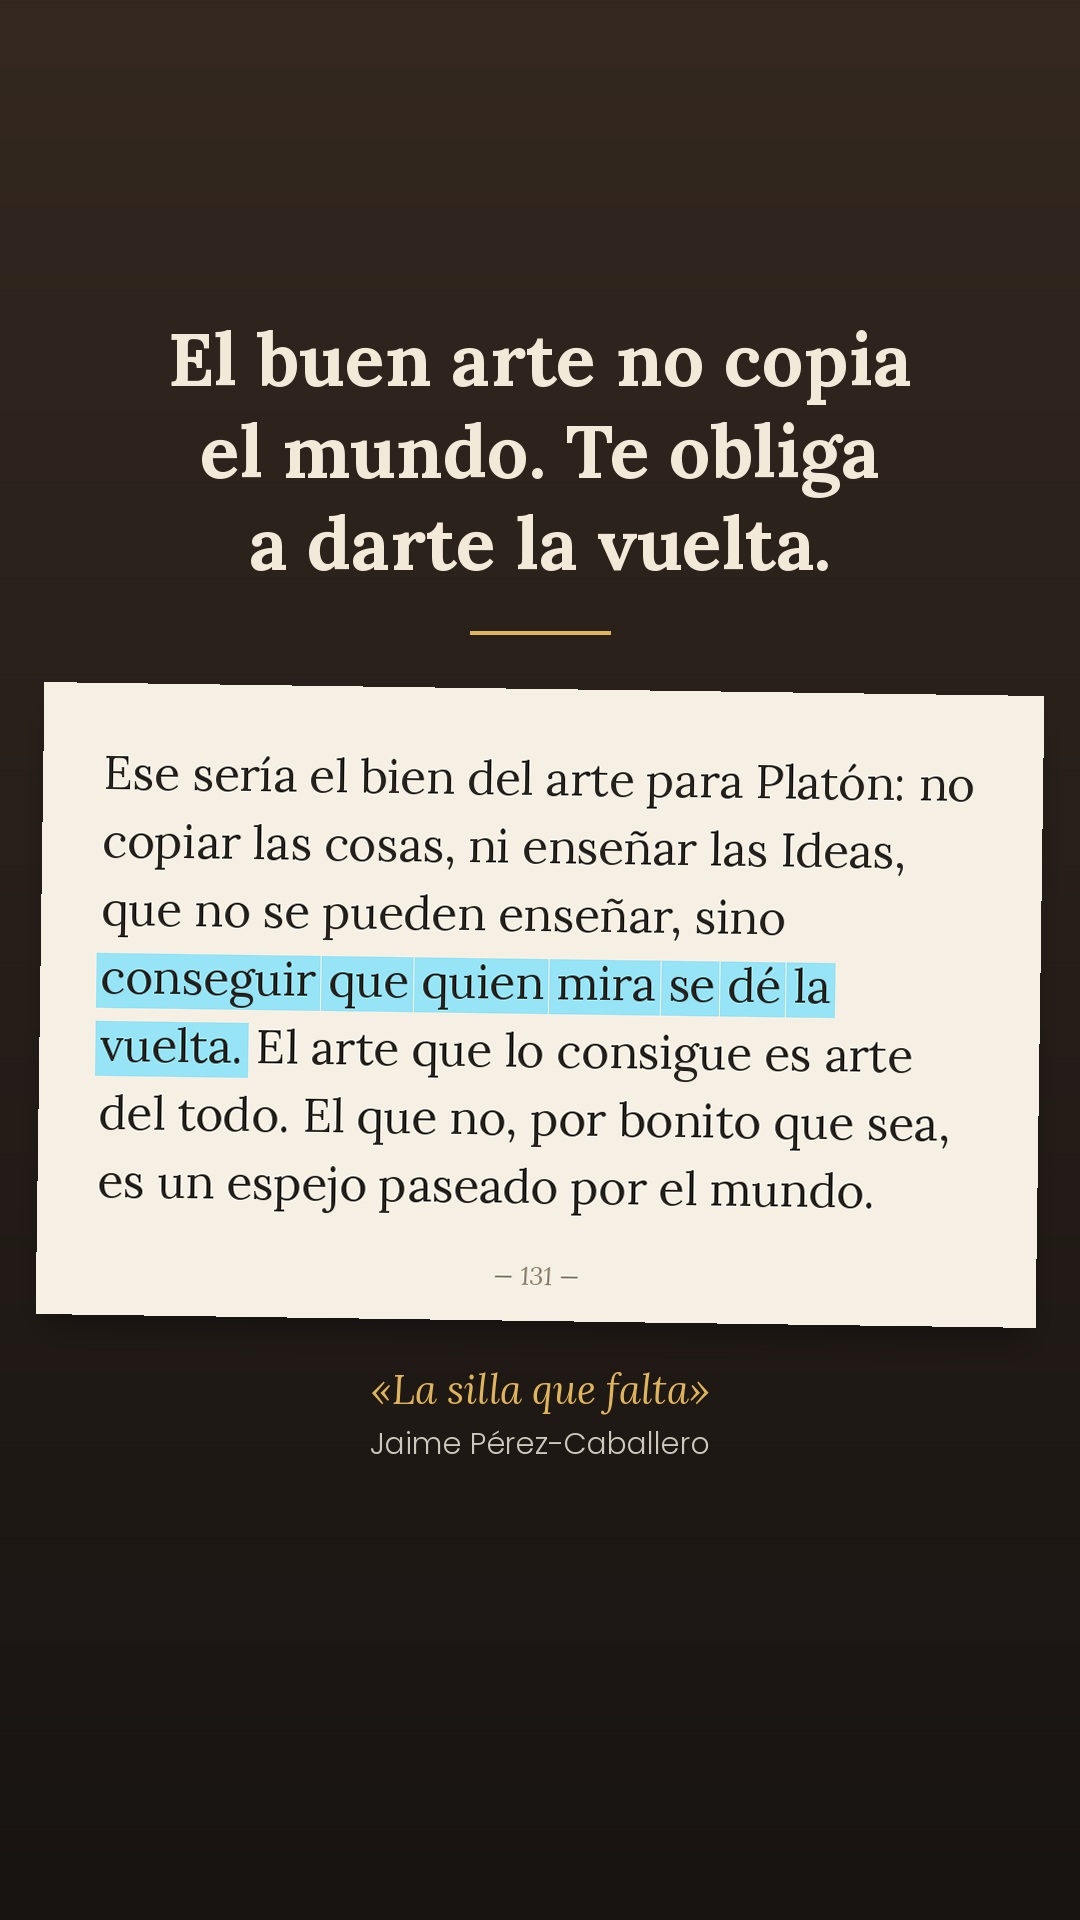 El buen arte no copia
el mundo. Te obliga
a darte la vuelta.
Ese sería el bien del arte para Platón: no
copiar las cosas, ni enseñar las Ideas,
que no se pueden enseñar, sino
conseguir que quien mira se dé la
vuelta. El arte que lo consigue es arte
del todo. El que no, por bonito que sea,
es un espejo paseado por el mundo.
— 131 —
«La silla que falta»
Jaime Pérez-Caballero